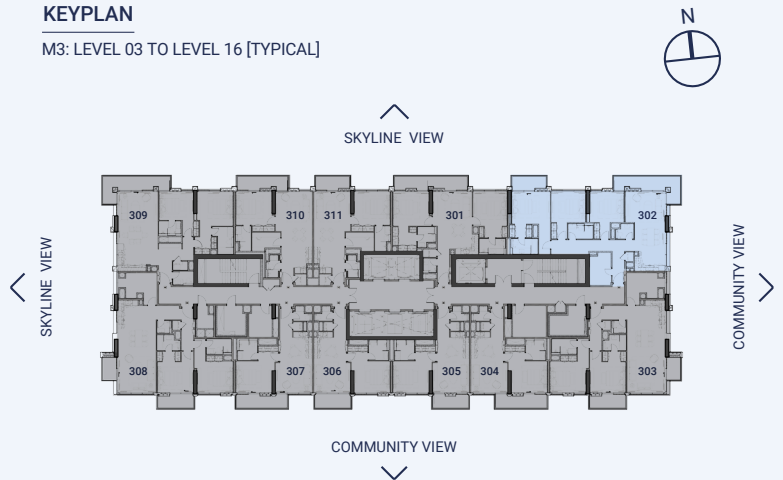 KEYPLAN
M3: LEVEL 03 TO LEVEL 16 [TYPICAL]
N
SKYLINE VIEW
309
310
311
301
302
SKYLINE VIEW
COMMUNITY VIEW
308
307
306
305
304
303
COMMUNITY VIEW